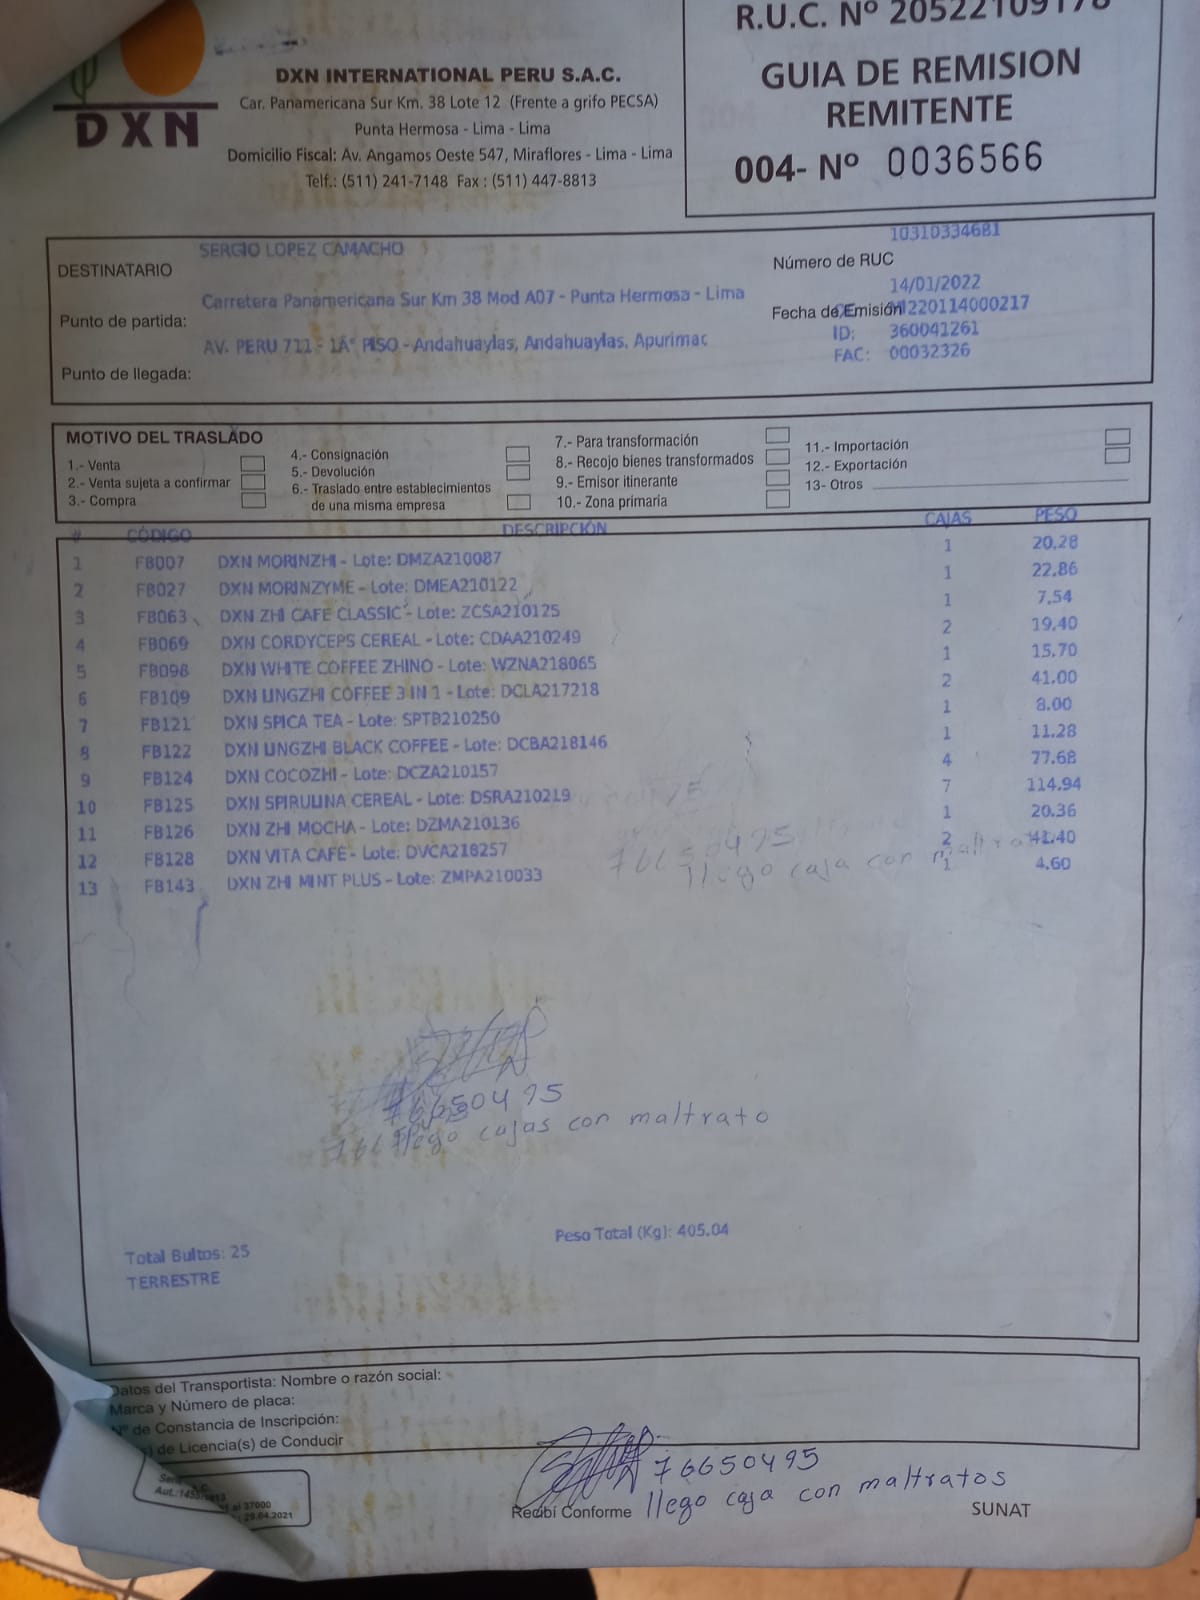 R.U.C. Nº 20522109178
GUIA DE REMISION
REMITENTE
004- Nº 0036566
DXN
DXN INTERNATIONAL PERU S.A.C.
Car. Panamericana Sur Km. 38 Lote 12 (Frente a grifo PECSA)
Punta Hermosa - Lima - Lima
Domicilio Fiscal: Av. Angamos Oeste 547, Miraflores - Lima - Lima
Telf.: (511) 241-7148 Fax : (511) 447-8813
SERGIO LOPEZ CAMACHO
DESTINATARIO
Carretera Panamericana Sur Km 38 Mod A07 - Punta Hermosa - Lima
Punto de partida:
AV. PERU 711 - 1Â° PISO - Andahuaylas, Andahuaylas, Apurimac
Punto de llegada:
10310334681
Número de RUC
14/01/2022
Fecha de Emisión 220114000217
ID: 360041261
FAC: 00032326
MOTIVO DEL TRASLADO
1.- Venta
2.- Venta sujeta a confirmar
3.- Compra
4.- Consignación
5.- Devolución
6.- Traslado entre establecimientos
de una misma empresa
7.- Para transformación
8.- Recojo bienes transformados
9.- Emisor itinerante
10.- Zona primaria
11.- Importación
12.- Exportación
13- Otros
# CÓDIGO DESCRIPCIÓN CAJAS PESO
1 FB007 DXN MORINZHI - Lote: DMZA210087 1 20.28
2 FB027 DXN MORINZYME - Lote: DMEA210122 1 22.86
3 FB063 DXN ZHI CAFE CLASSIC - Lote: ZCSA210125 1 7.54
4 FB069 DXN CORDYCEPS CEREAL - Lote: CDAA210249 2 19.40
5 FB098 DXN WHITE COFFEE ZHINO - Lote: WZNA218065 1 15.70
6 FB109 DXN LINGZHI COFFEE 3 IN 1 - Lote: DCLA217218 2 41.00
7 FB121 DXN SPICA TEA - Lote: SPTB210250 1 8.00
8 FB122 DXN LINGZHI BLACK COFFEE - Lote: DCBA218146 1 11.28
9 FB124 DXN COCOZHI - Lote: DCZA210157 4 77.68
10 FB125 DXN SPIRULINA CEREAL - Lote: DSRA210219 7 114.94
11 FB126 DXN ZHI MOCHA - Lote: DZMA210136 1 20.36
12 FB128 DXN VITA CAFE - Lote: DVCA218257 2 41.40
13 FB143 DXN ZHI MINT PLUS - Lote: ZMPA210033 1 4.60
76650495
llego caja con maltrato
76650495
llego cajas con maltrato
Peso Total (Kg): 405.04
Total Bultos: 25
TERRESTRE
Datos del Transportista: Nombre o razón social:
Marca y Número de placa:
Nº de Constancia de Inscripción:
de Licencia(s) de Conducir
al 37000
29.04.2021
76650495
Recibí Conforme llego caja con maltratos
SUNAT